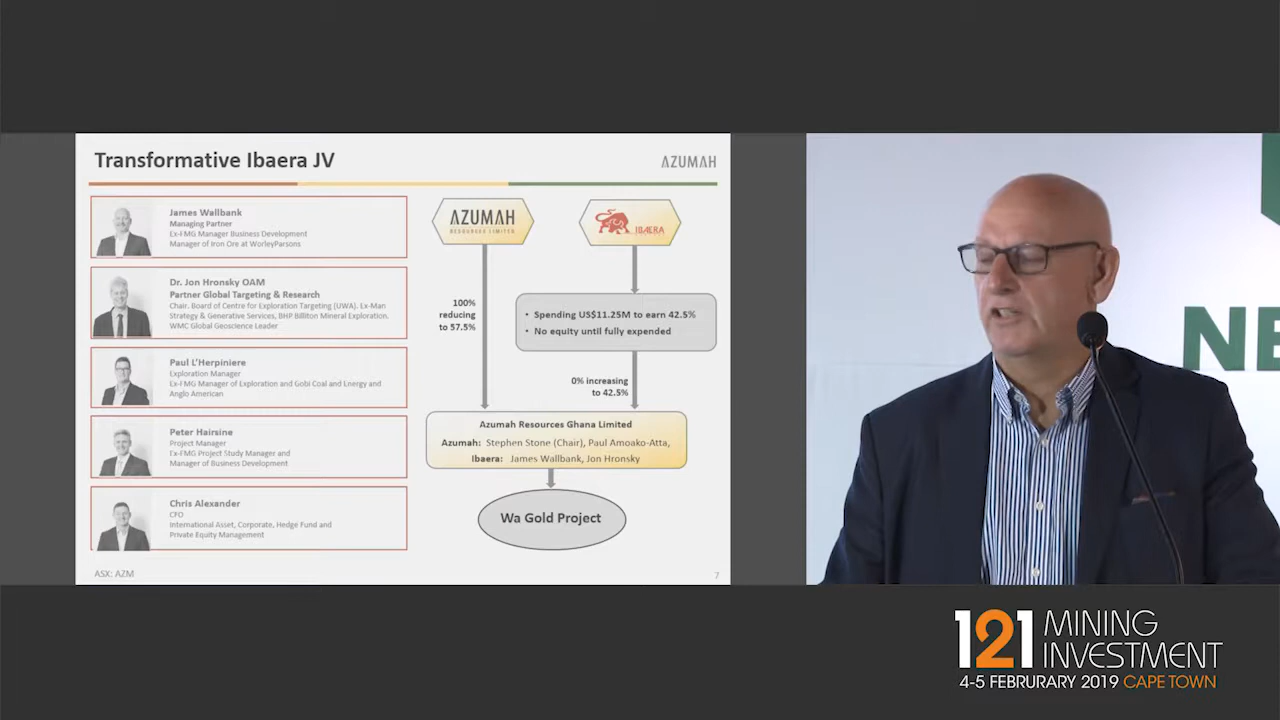 Transformative Ibaera JV
AZUMAH
James Wallbank
Managing Partner
Ex-FMG Manager Business Development
Manager of Iron Ore at WorleyParsons
Dr. Jon Hronsky OAM
Partner Global Targeting & Research
Chair. Board of Centre for Exploration Targeting (UWA). Ex-Man
Strategy & Generative Services, BHP Billiton Mineral Exploration.
WMC Global Geoscience Leader
Paul L'Herpiniere
Exploration Manager
Ex-FMG Manager of Exploration and Gobi Coal and Energy and
Anglo American
Peter Hairsine
Project Manager
Ex-FMG Project Study Manager and
Manager of Business Development
Chris Alexander
CFO
International Asset, Corporate, Hedge Fund and
Private Equity Management
AZUMAH
RESOURCES LIMITED
IBAERA
100%
reducing
to 57.5%
• Spending US$11.25M to earn 42.5%
• No equity until fully expended
0% increasing
to 42.5%
Azumah Resources Ghana Limited
Azumah: Stephen Stone (Chair), Paul Amoako-Atta,
Ibaera: James Wallbank, Jon Hronsky
Wa Gold Project
ASX: AZM
7
NE
121 MINING
INVESTMENT
4-5 FEBRURARY 2019 CAPE TOWN